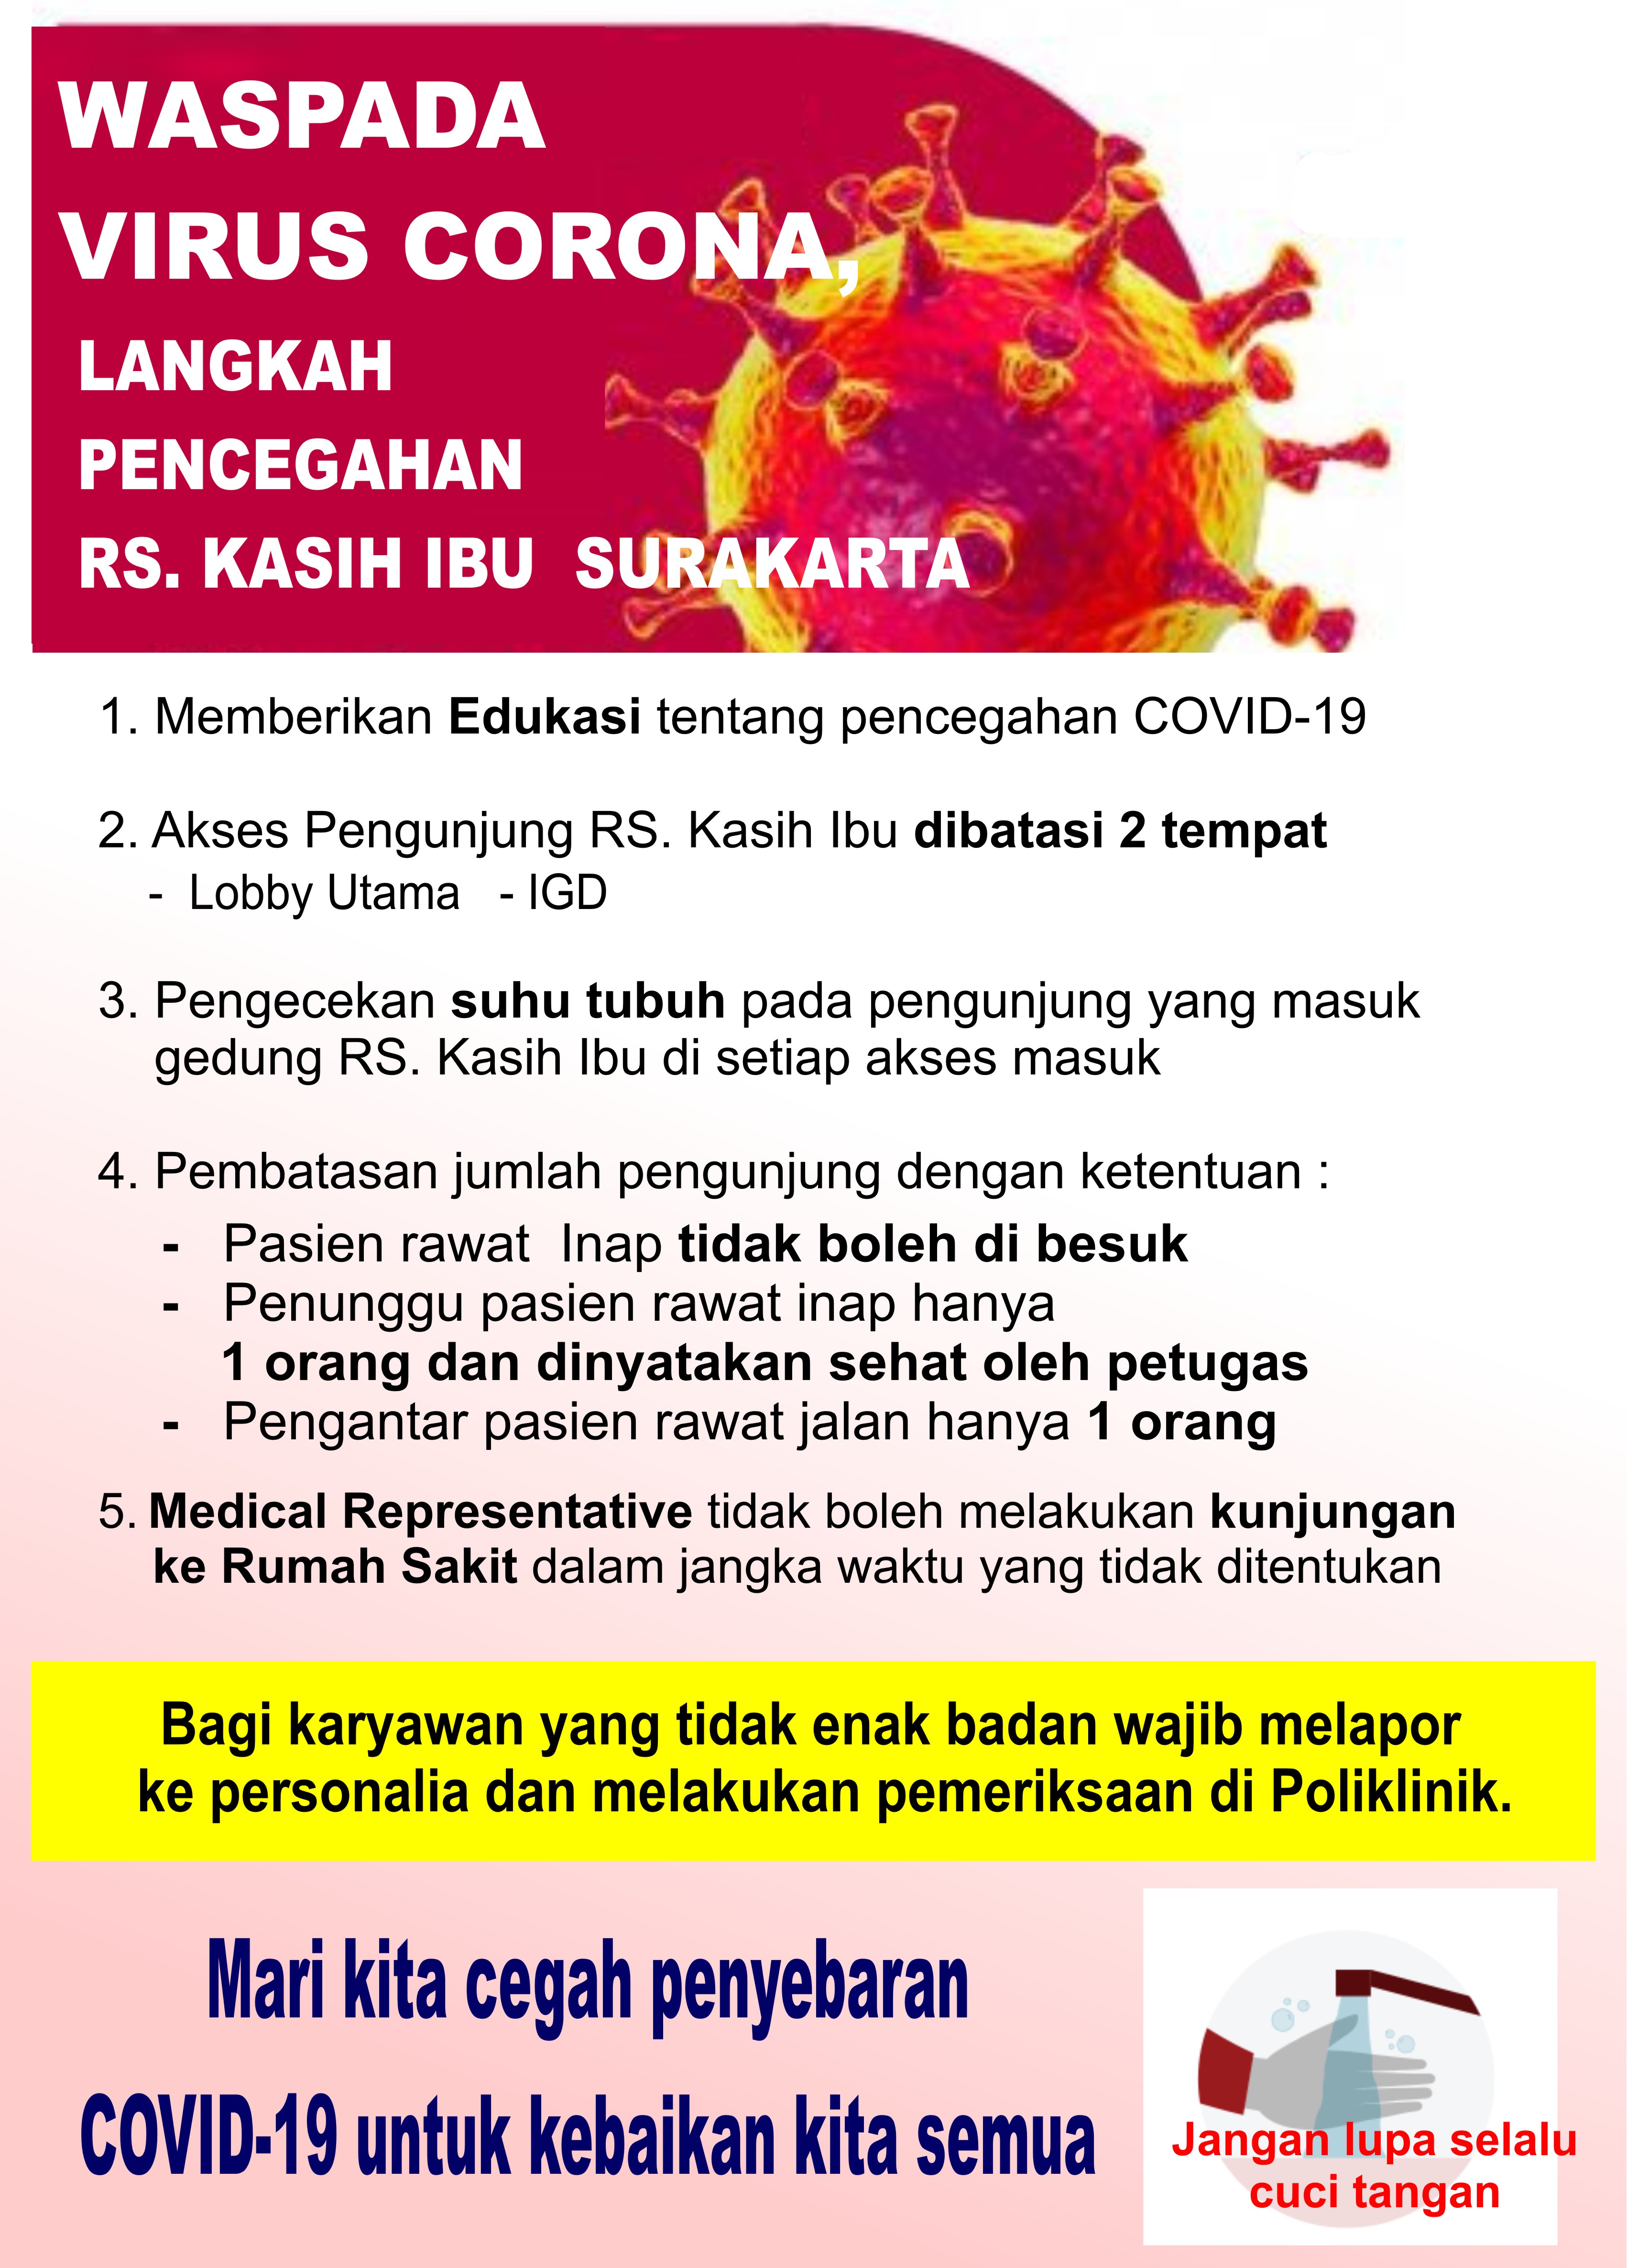 WASPADA
VIRUS CORONA,
LANGKAH
PENCEGAHAN
RS. KASIH IBU SURAKARTA
1. Memberikan Edukasi tentang pencegahan COVID-19
2. Akses Pengunjung RS. Kasih Ibu dibatasi 2 tempat
- Lobby Utama - IGD
3. Pengecekan suhu tubuh pada pengunjung yang masuk
gedung RS. Kasih Ibu di setiap akses masuk
4. Pembatasan jumlah pengunjung dengan ketentuan :
- Pasien rawat Inap tidak boleh di besuk
- Penunggu pasien rawat inap hanya
1 orang dan dinyatakan sehat oleh petugas
- Pengantar pasien rawat jalan hanya 1 orang
5. Medical Representative tidak boleh melakukan kunjungan
ke Rumah Sakit dalam jangka waktu yang tidak ditentukan
Bagi karyawan yang tidak enak badan wajib melapor
ke personalia dan melakukan pemeriksaan di Poliklinik.
Mari kita cegah penyebaran
COVID-19 untuk kebaikan kita semua
Jangan lupa selalu
cuci tangan